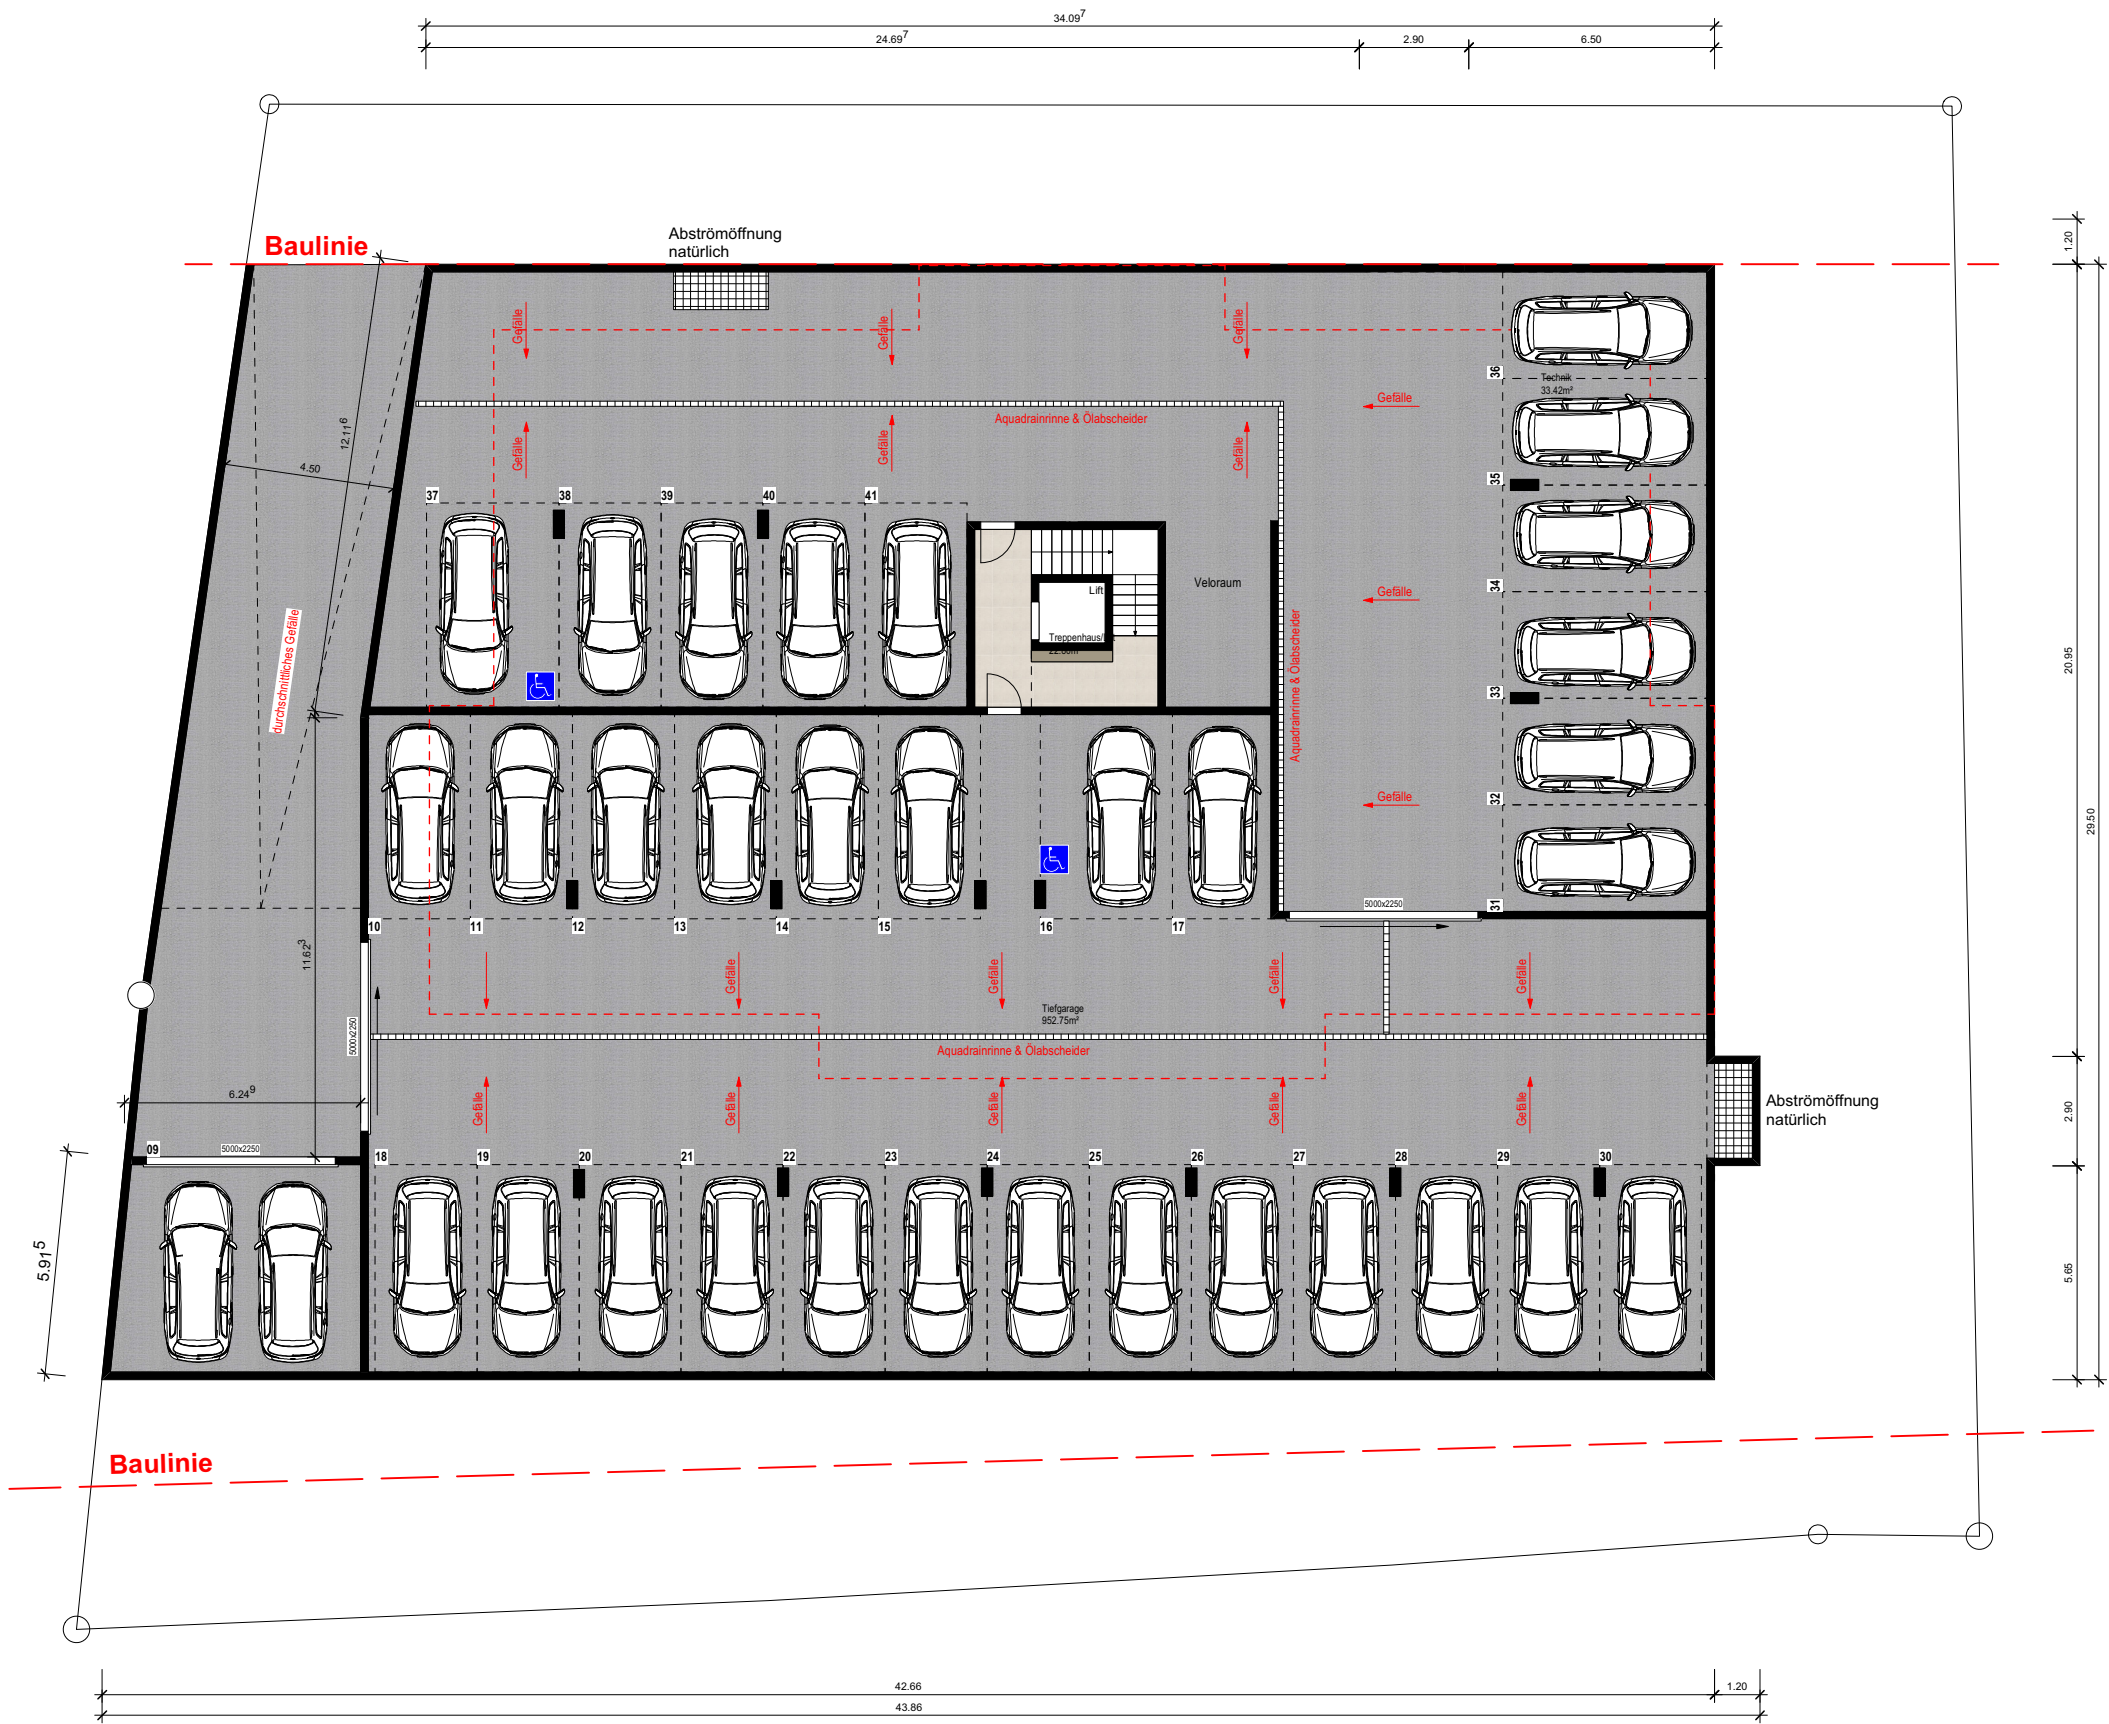 34.09⁷
24.69⁷
2.90
6.50
Abströmöffnung
natürlich
Baulinie
1.20
Gefälle
Gefälle
Gefälle
36
Technik
33.42m²
Gefälle
Aquadrainrinne & Ölabscheider
12.11⁶
4.50
Gefälle
Gefälle
Gefälle
35
37
38
39
40
41
Veloraum
Lift
34
Gefälle
Treppenhaus/
durchschnittliches Gefälle
Aquadrainrinne & Ölabscheider
20.95
33
32
Gefälle
29.50
31
5000x2250
10
11
12
13
14
15
16
17
11.62³
Gefälle
Gefälle
Gefälle
Gefälle
Tiefgarage
952.75m²
5000x2250
Aquadrainrinne & Ölabscheider
6.24⁹
Gefälle
Gefälle
Gefälle
Gefälle
Gefälle
Abströmöffnung
natürlich
2.90
09
5000x2250
18
19
20
21
22
23
24
25
26
27
28
29
30
5.91⁵
5.65
Baulinie
42.66
1.20
43.86